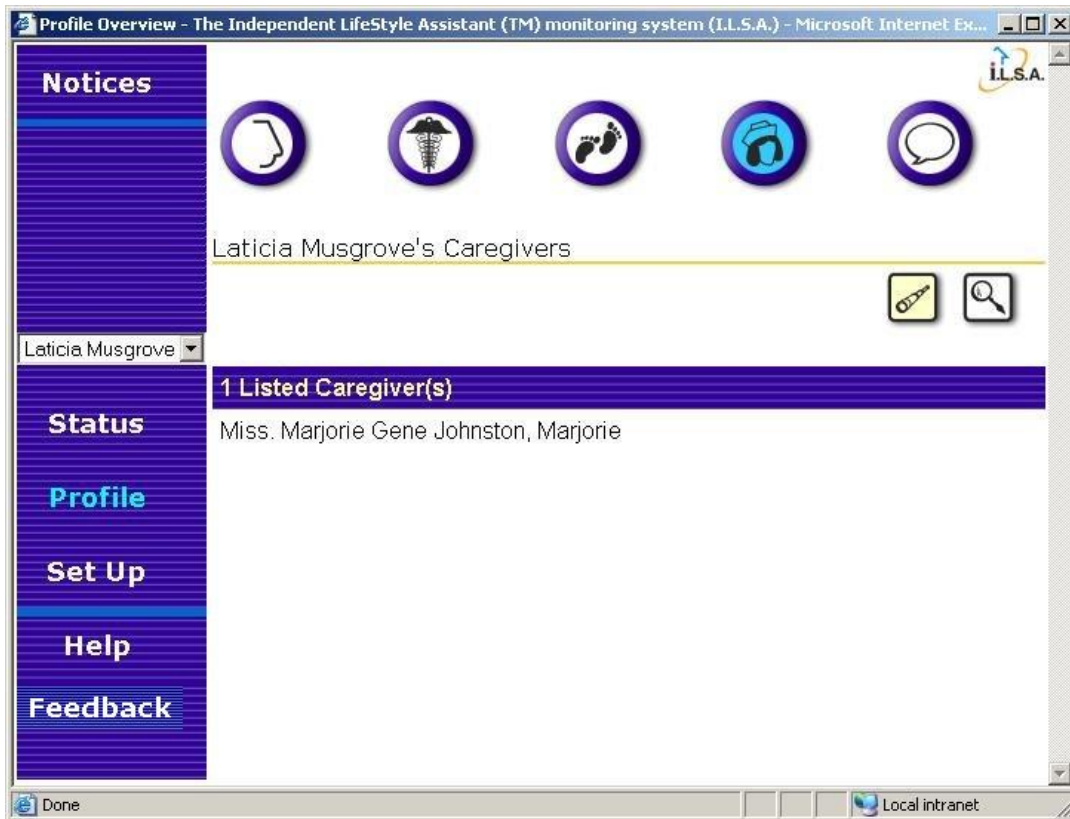 Profile Overview - The Independent LifeStyle Assistant (TM) monitoring system (I.L.S.A.) - Microsoft Internet Ex...
Notices
I.L.S.A.
Laticia Musgrove's Caregivers
Laticia Musgrove
1 Listed Caregiver(s)
Status
Miss. Marjorie Gene Johnston, Marjorie
Profile
Set Up
Help
Feedback
Done
Local intranet